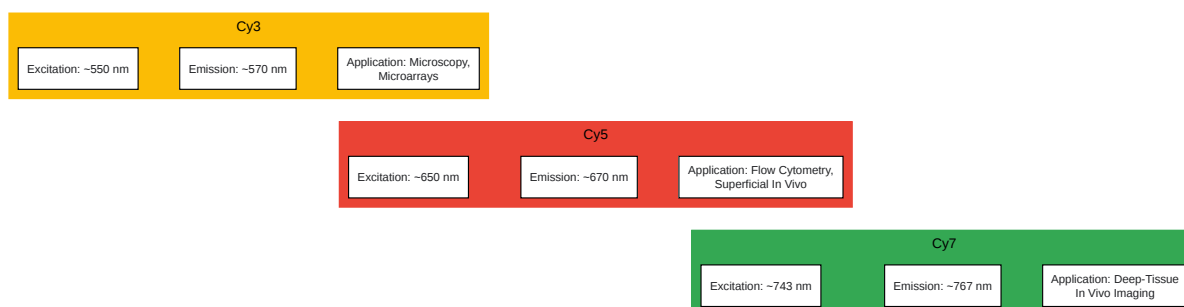 Cy3
Excitation: ~550 nm
Emission: ~570 nm
Application: Microscopy,
Microarrays
Cy5
Excitation: ~650 nm
Emission: ~670 nm
Application: Flow Cytometry,
Superficial In Vivo
Cy7
Excitation: ~743 nm
Emission: ~767 nm
Application: Deep-Tissue
In Vivo Imaging